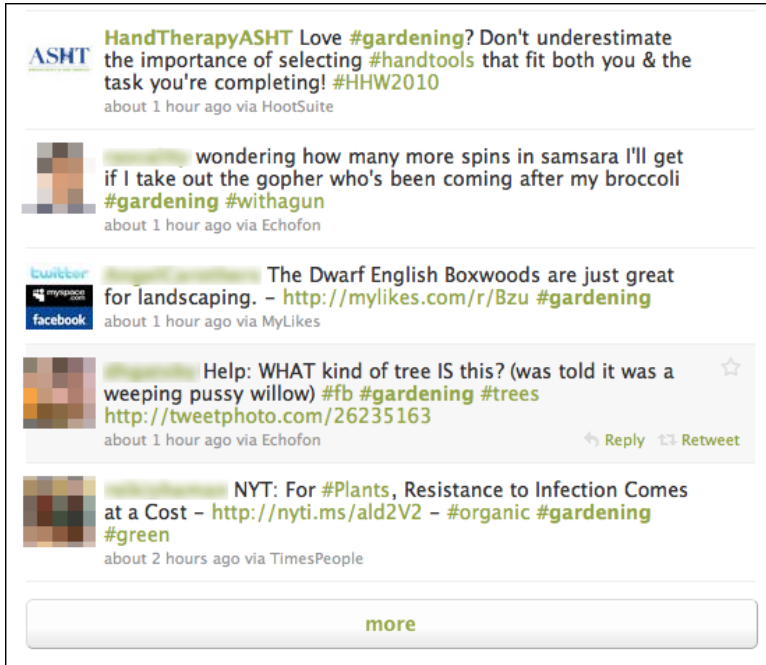 ASHT
HandTherapyASHT Love #gardening? Don't underestimate
the importance of selecting #handtools that fit both you & the
task you're completing! #HHW2010
about 1 hour ago via HootSuite
wondering how many more spins in samsara I'll get
if I take out the gopher who's been coming after my broccoli
#gardening #withagun
about 1 hour ago via Echofon
twitter
myspace.com
facebook
The Dwarf English Boxwoods are just great
for landscaping. – http://mylikes.com/r/Bzu #gardening
about 1 hour ago via MyLikes
Help: WHAT kind of tree IS this? (was told it was a
weeping pussy willow) #fb #gardening #trees
http://tweetphoto.com/26235163
about 1 hour ago via Echofon
Reply Retweet
NYT: For #Plants, Resistance to Infection Comes
at a Cost – http://nyti.ms/ald2V2 – #organic #gardening
#green
about 2 hours ago via TimesPeople
more